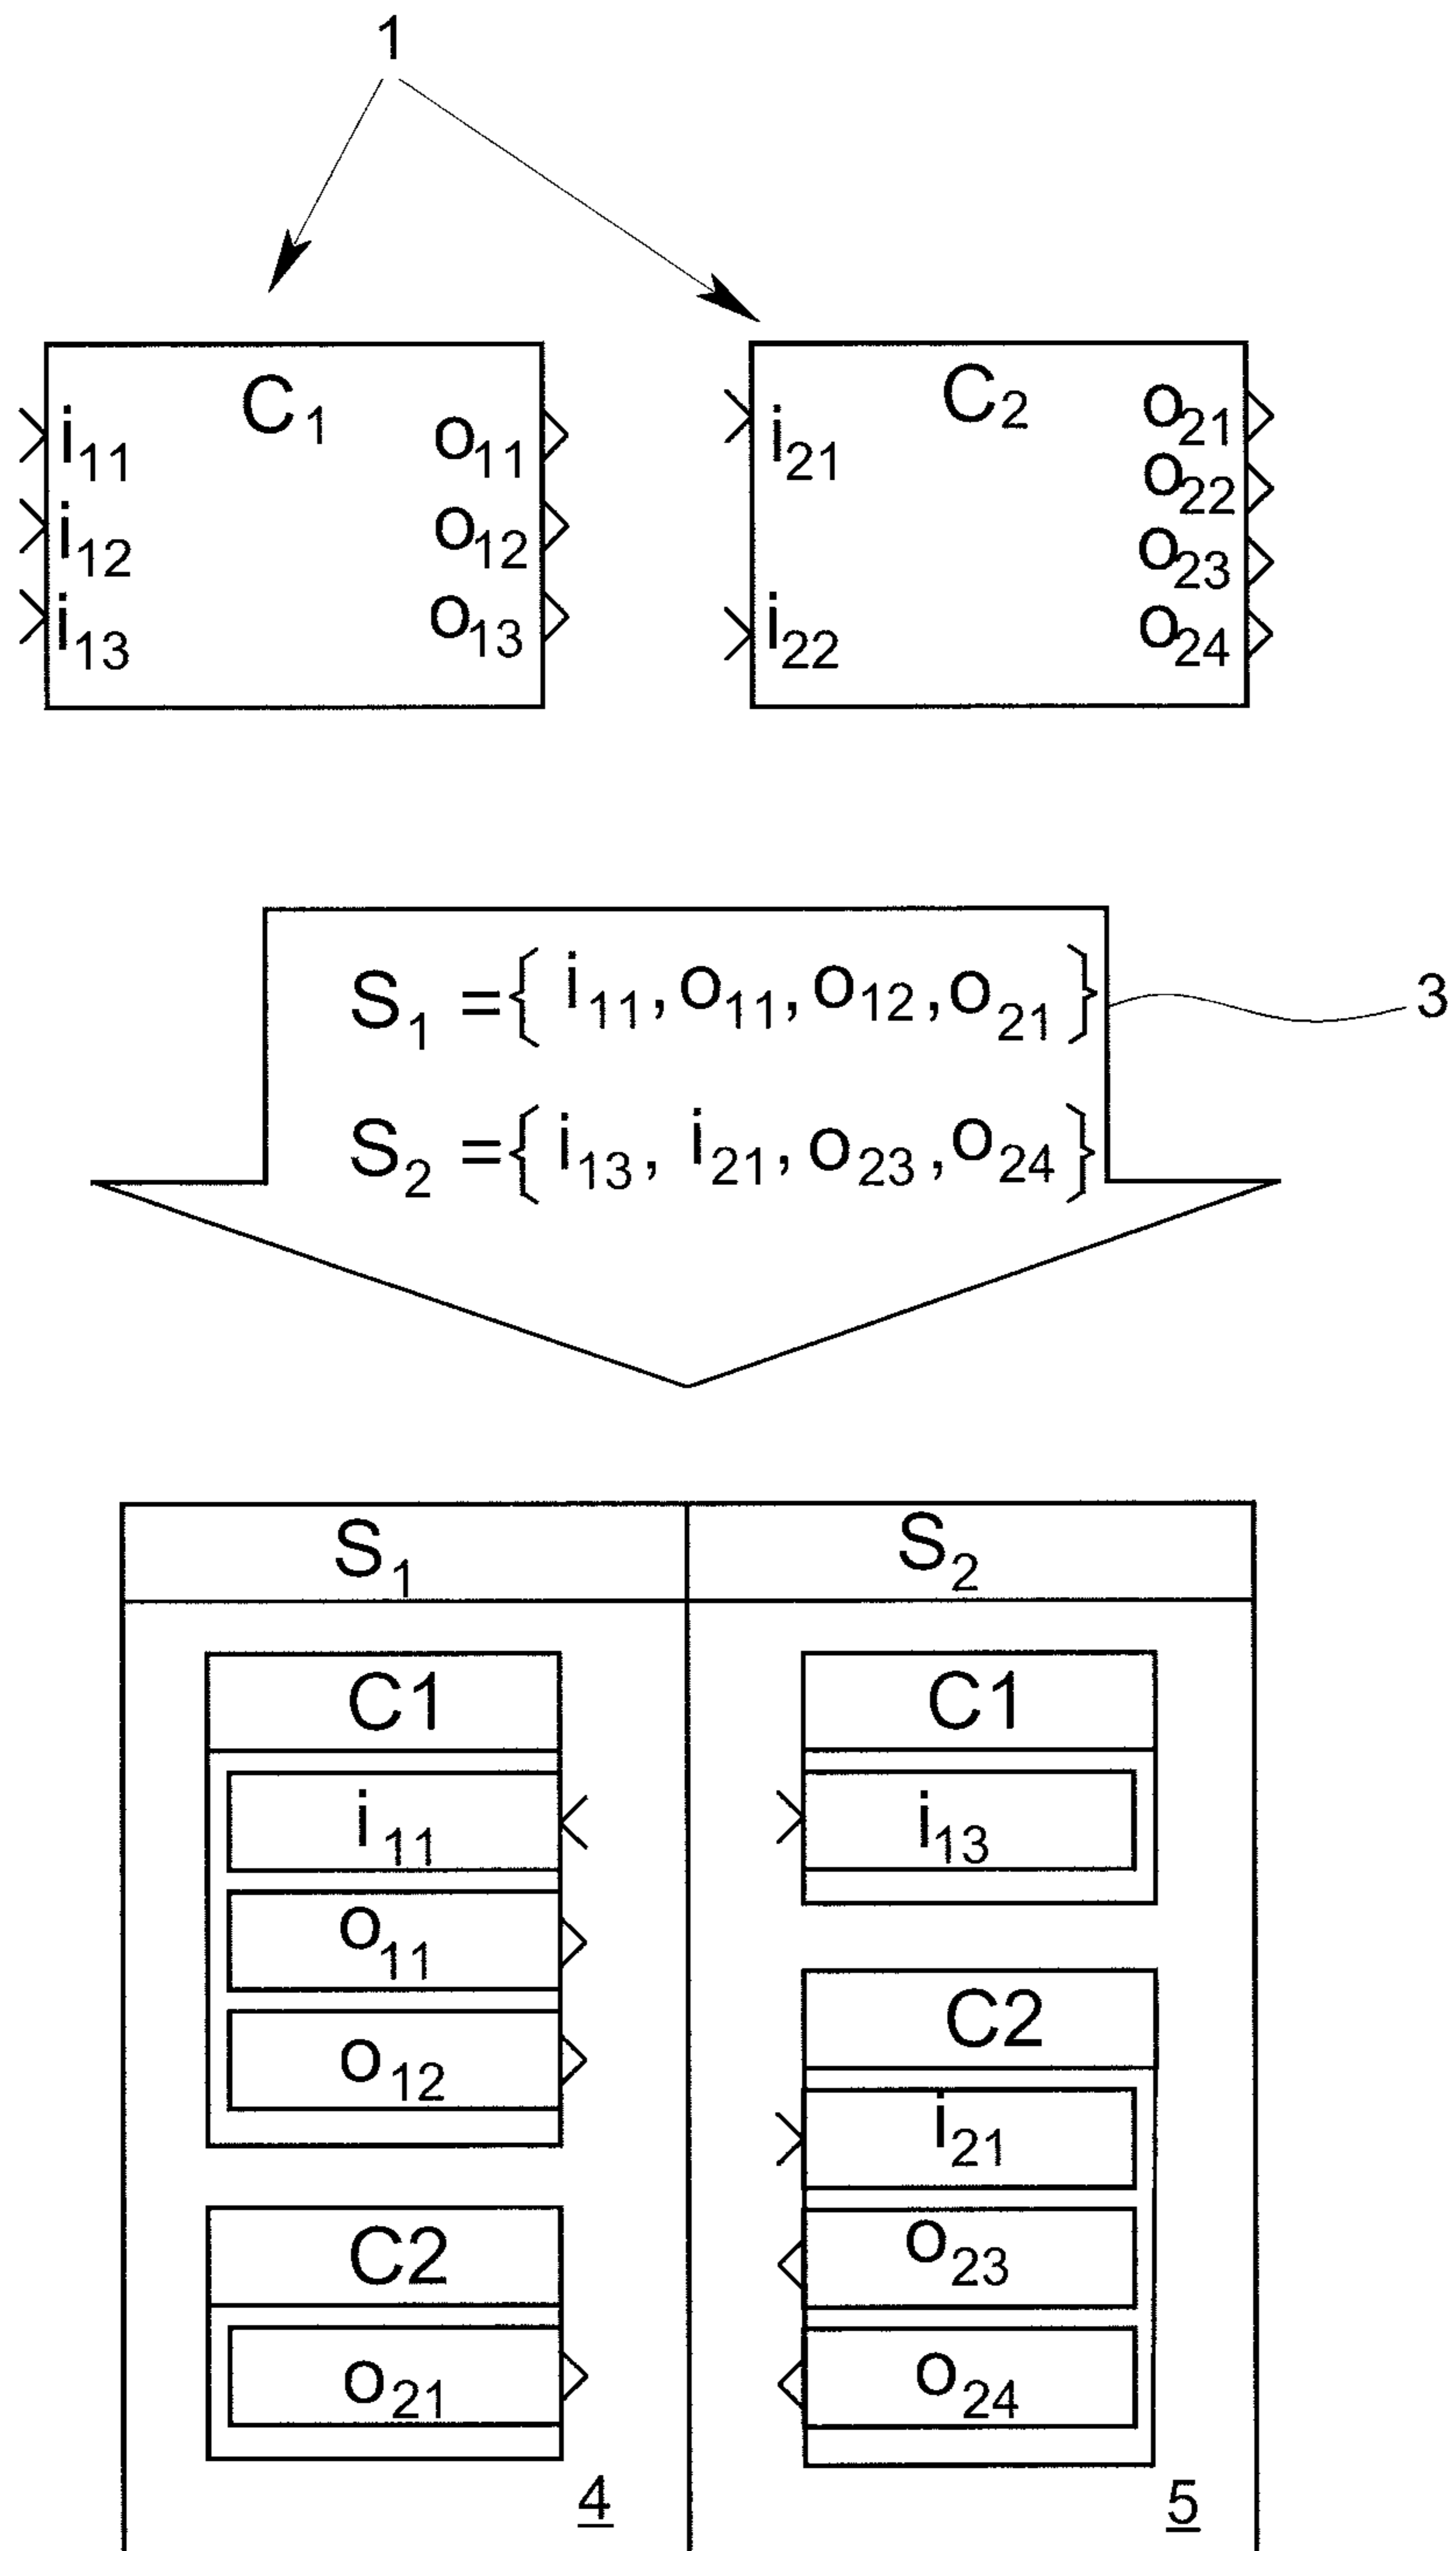 1
C₁
i₁₁ o₁₁
i₁₂ o₁₂
i₁₃ o₁₃
C₂
i₂₁ o₂₁
o₂₂
o₂₃
i₂₂ o₂₄
S₁ ={ i₁₁, o₁₁, o₁₂, o₂₁ }
3
S₂ ={ i₁₃, i₂₁, o₂₃, o₂₄ }
S₁ S₂
C1
i₁₁
o₁₁
o₁₂
C2
o₂₁
4
C1
i₁₃
C2
i₂₁
o₂₃
o₂₄
5